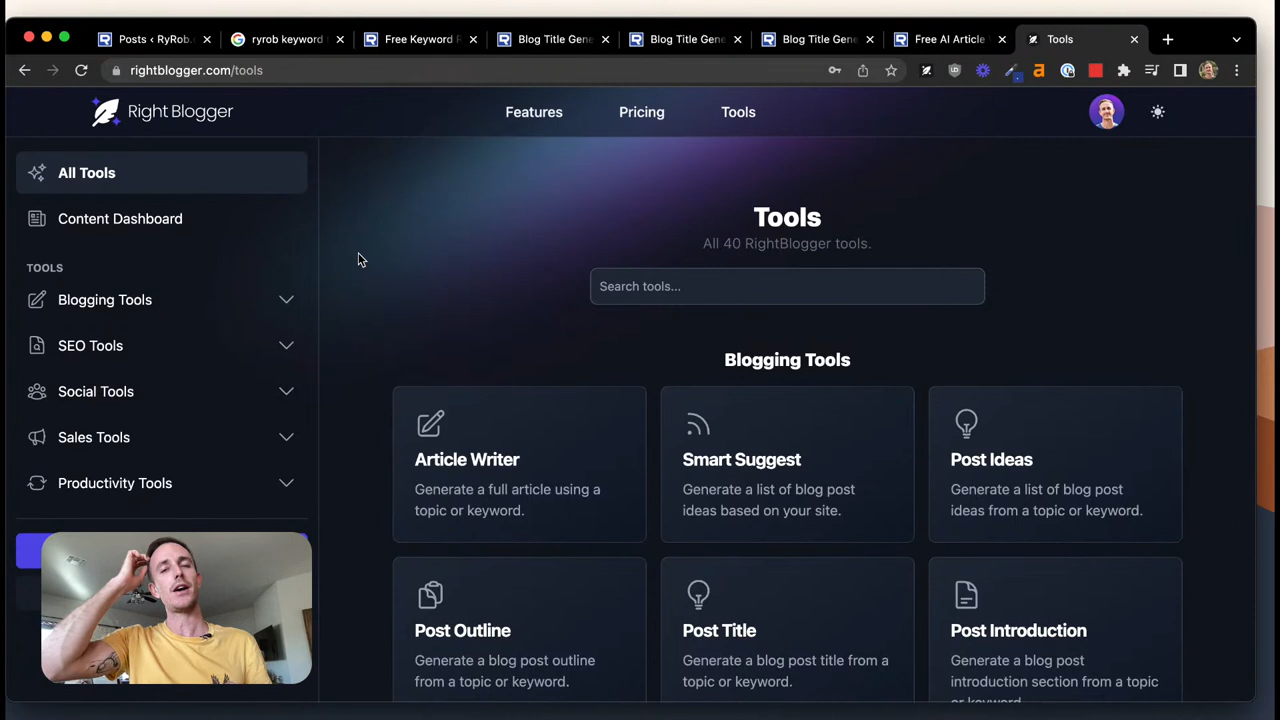 Posts ‹ RyRob.
ryrob keyword
Free Keyword R
Blog Title Gene
Blog Title Gene
Blog Title Gene
Free AI Article
Tools
rightblogger.com/tools
Right Blogger
Features
Pricing
Tools
All Tools
Content Dashboard
TOOLS
Blogging Tools
SEO Tools
Social Tools
Sales Tools
Productivity Tools
Tools
All 40 RightBlogger tools.
Search tools...
Blogging Tools
Article Writer
Generate a full article using a
topic or keyword.
Smart Suggest
Generate a list of blog post
ideas based on your site.
Post Ideas
Generate a list of blog post
ideas from a topic or keyword.
Post Outline
Generate a blog post outline
from a topic or keyword.
Post Title
Generate a blog post title from a
topic or keyword.
Post Introduction
Generate a blog post
introduction section from a topic
or keyword.